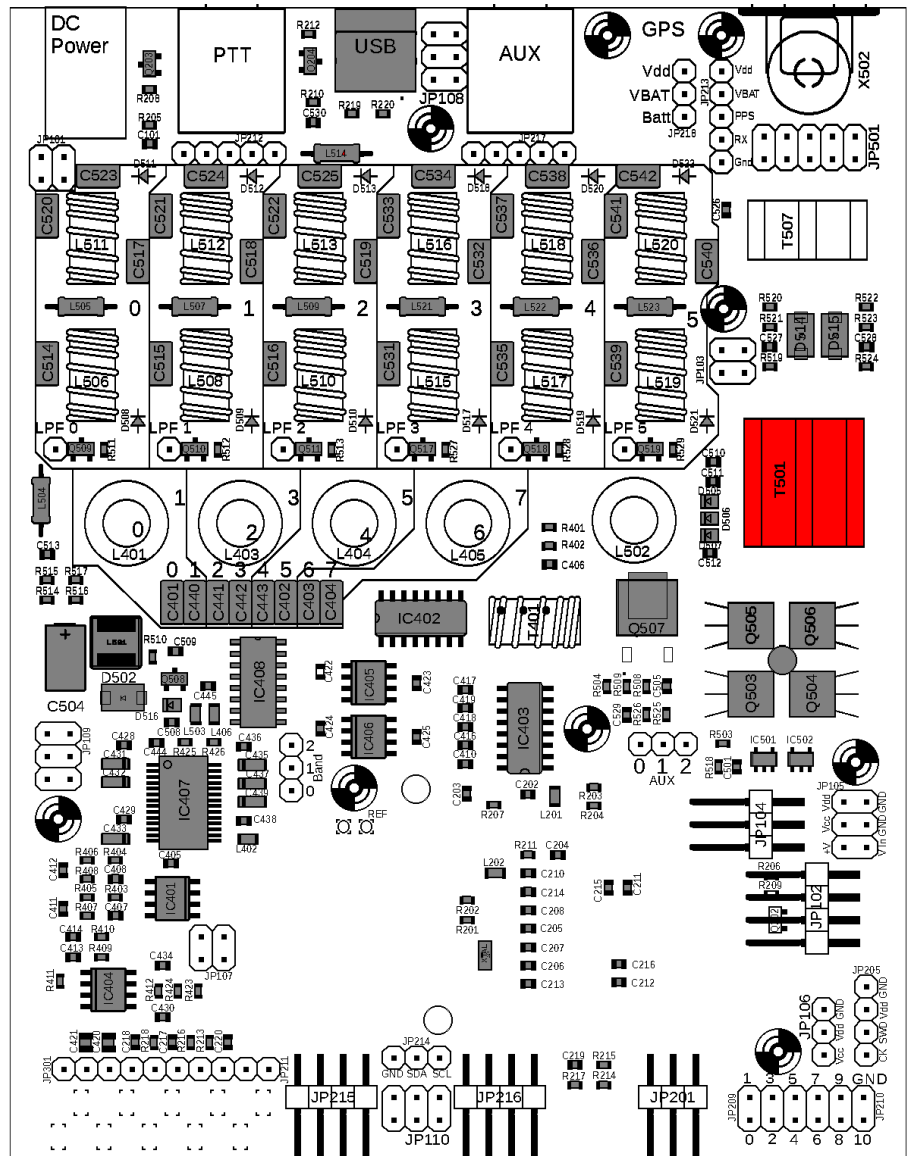 DC
Power
PTT
USB
AUX
GPS
X502
R212
Q203
R208
R210
C530
R219
R220
JP108
R205
C101
JP101
JP212
L514
JP217
Vdd
VBAT
Batt
JP218
JP213
Vdd
VBAT
PPS
RX
Gnd
JP501
C523
D511
C524
D512
C525
D513
C534
D518
C538
D520
C542
D523
C520
L511
C517
C521
L512
C518
C522
L513
C519
C533
L516
C532
C537
L518
C536
C541
L520
C540
C526
T507
L505
0
L507
1
L509
2
L521
3
L522
4
L523
5
R520
R521
C527
R519
D514
D515
R522
R523
C528
R524
JP103
C514
L506
C515
L508
C516
L510
C531
L515
C535
L517
C539
L519
D508
D509
D510
D517
D519
D521
LPF 0
LPF 1
LPF 2
LPF 3
LPF 4
LPF 5
Q509
R511
Q510
R512
Q511
R513
Q517
R527
Q518
R528
Q519
R529
C510
C511
D505
D506
D507
C512
T501
L504
C513
R515
R517
R514
R516
1
3
5
7
0
2
4
6
L401
L403
L404
L405
L502
R401
R402
C406
0 1 2 3 4 5 6 7
C401
C440
C441
C442
C443
C402
C403
C404
IC402
T401
Q507
Q505
Q506
Q503
Q504
C504
D502
R510
C509
Q508
C445
D516
C508
L503
L406
IC408
C422
IC405
C423
C424
IC406
C425
C417
C419
C418
C416
C410
IC403
R504
R509
R508
C505
C529
R526
R525
0 1 2
AUX
R503
R518
C501
IC501
IC502
JP109
C428
C431
C432
C444
R425
R426
C436
C435
C437
C439
C438
L402
IC407
C429
C433
2
1
0
Band
REF
C203
R207
C202
L201
R203
R204
JP104
JP105
Vdd
GND
Vcc
GND
+V
V In
R406
R404
R408
C408
R405
R403
R407
C407
C412
C411
C405
IC401
C414
R410
C413
R409
R411
IC404
C434
R412
R424
R423
C430
JP107
R211
C204
L202
C210
C214
C208
C205
C207
C206
C213
R202
R201
XTAL
C215
C211
C216
C212
R206
R209
JP102
JP205
GND
Vdd
SWD
CK
JP106
GND
Vdd
Vcc
C421
C420
C218
R218
C217
R216
R213
C220
JP301
JP211
JP214
GND SDA SCL
C219
R217
R215
R214
JP215
JP110
JP216
JP201
JP209
1 3 5 7 9 GND
JP210
0 2 4 6 8 10